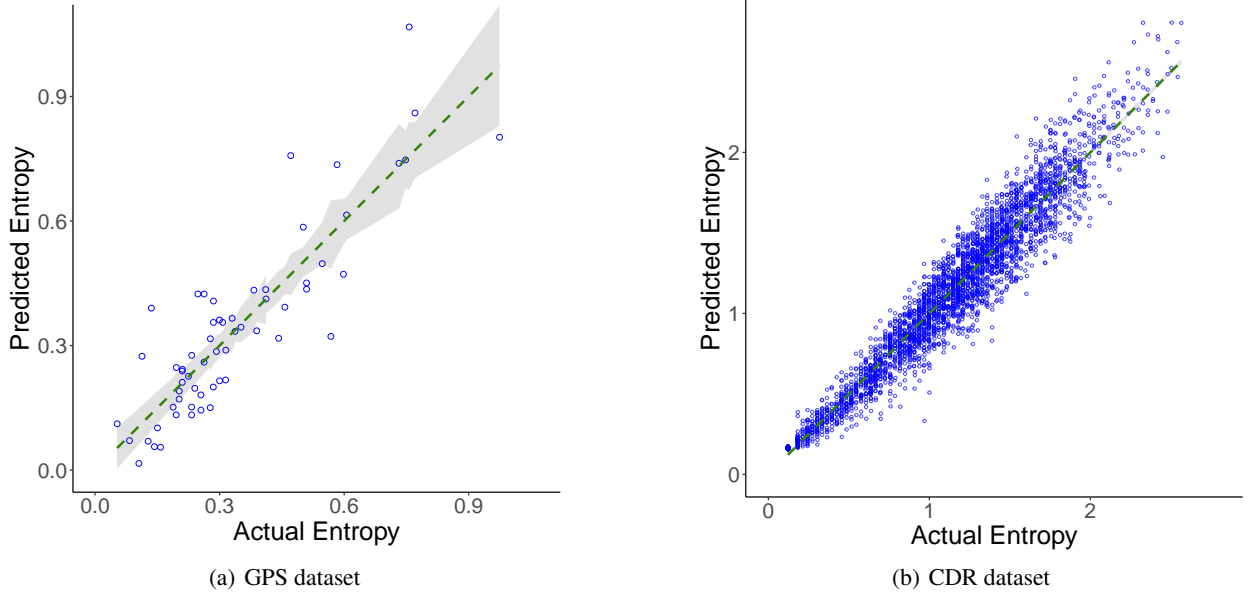 0.9
0.6
0.3
0.0
Predicted Entropy
0.0 0.3 0.6 0.9
Actual Entropy
(a) GPS dataset
2
1
0
Predicted Entropy
0 1 2
Actual Entropy
(b) CDR dataset